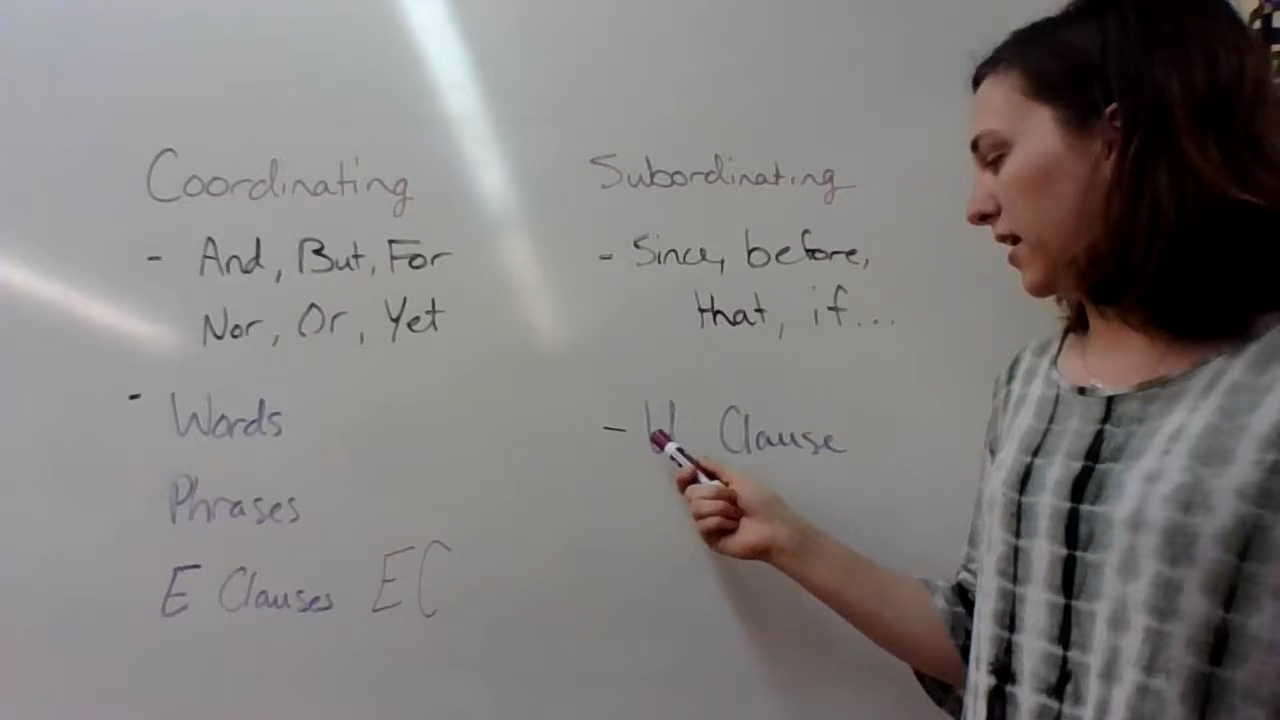 Coordinating
- And, But, For
Nor, Or, Yet
- Words
Phrases
E Clauses EC
Subordinating
- Since, before,
that, if...
- Clause